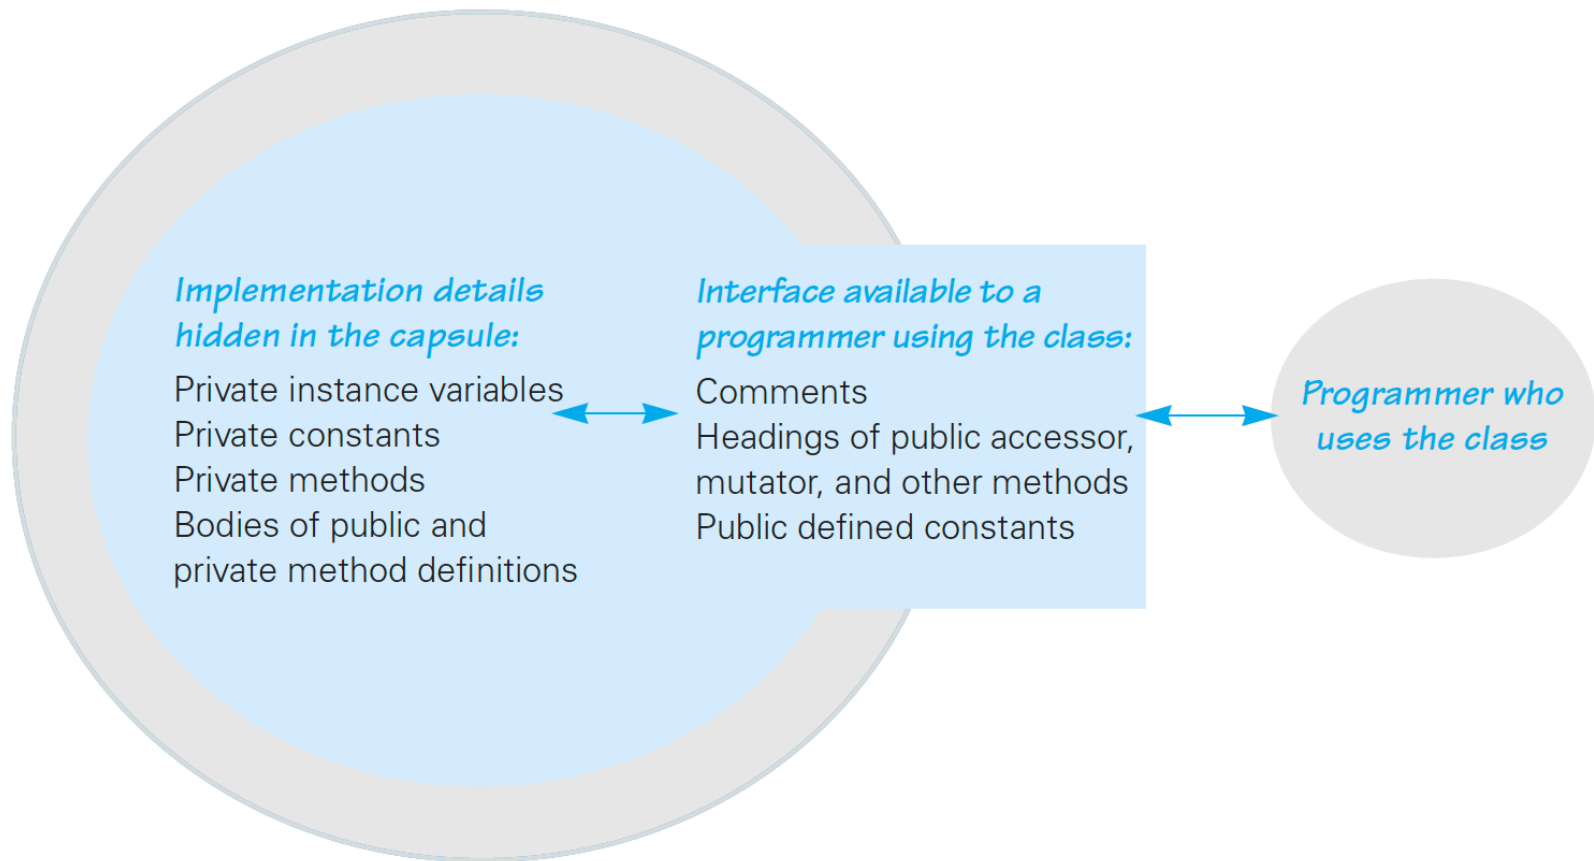 Implementation details
hidden in the capsule:
Private instance variables
Private constants
Private methods
Bodies of public and
private method definitions
Interface available to a
programmer using the class:
Comments
Headings of public accessor,
mutator, and other methods
Public defined constants
Programmer who
uses the class